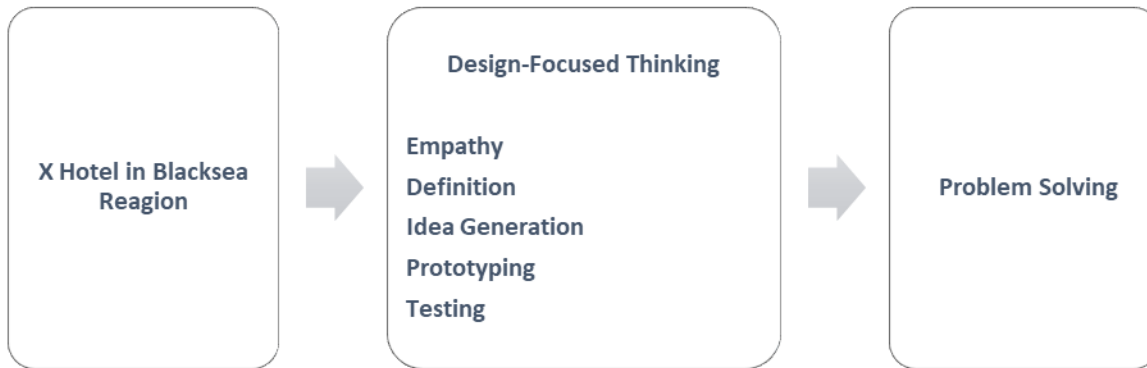 X Hotel in Blacksea
Reagion
Design-Focused Thinking
Empathy
Definition
Idea Generation
Prototyping
Testing
Problem Solving